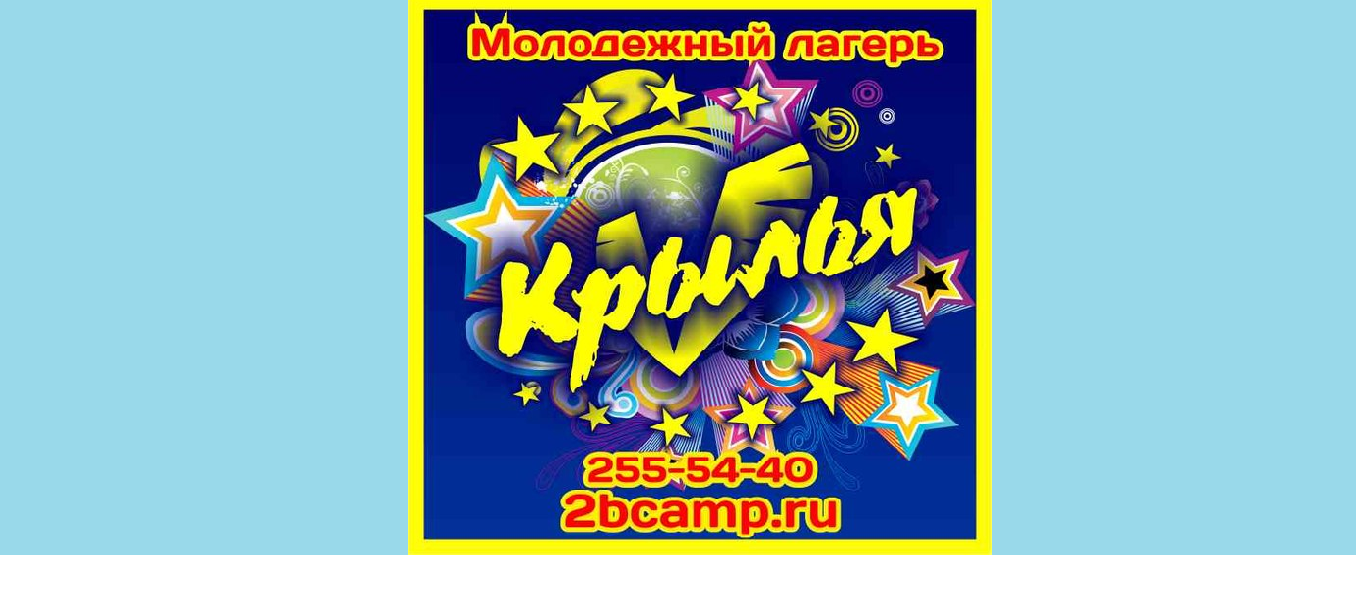 Молодежный лагерь
Крылья
255-54-40
2bcamp.ru